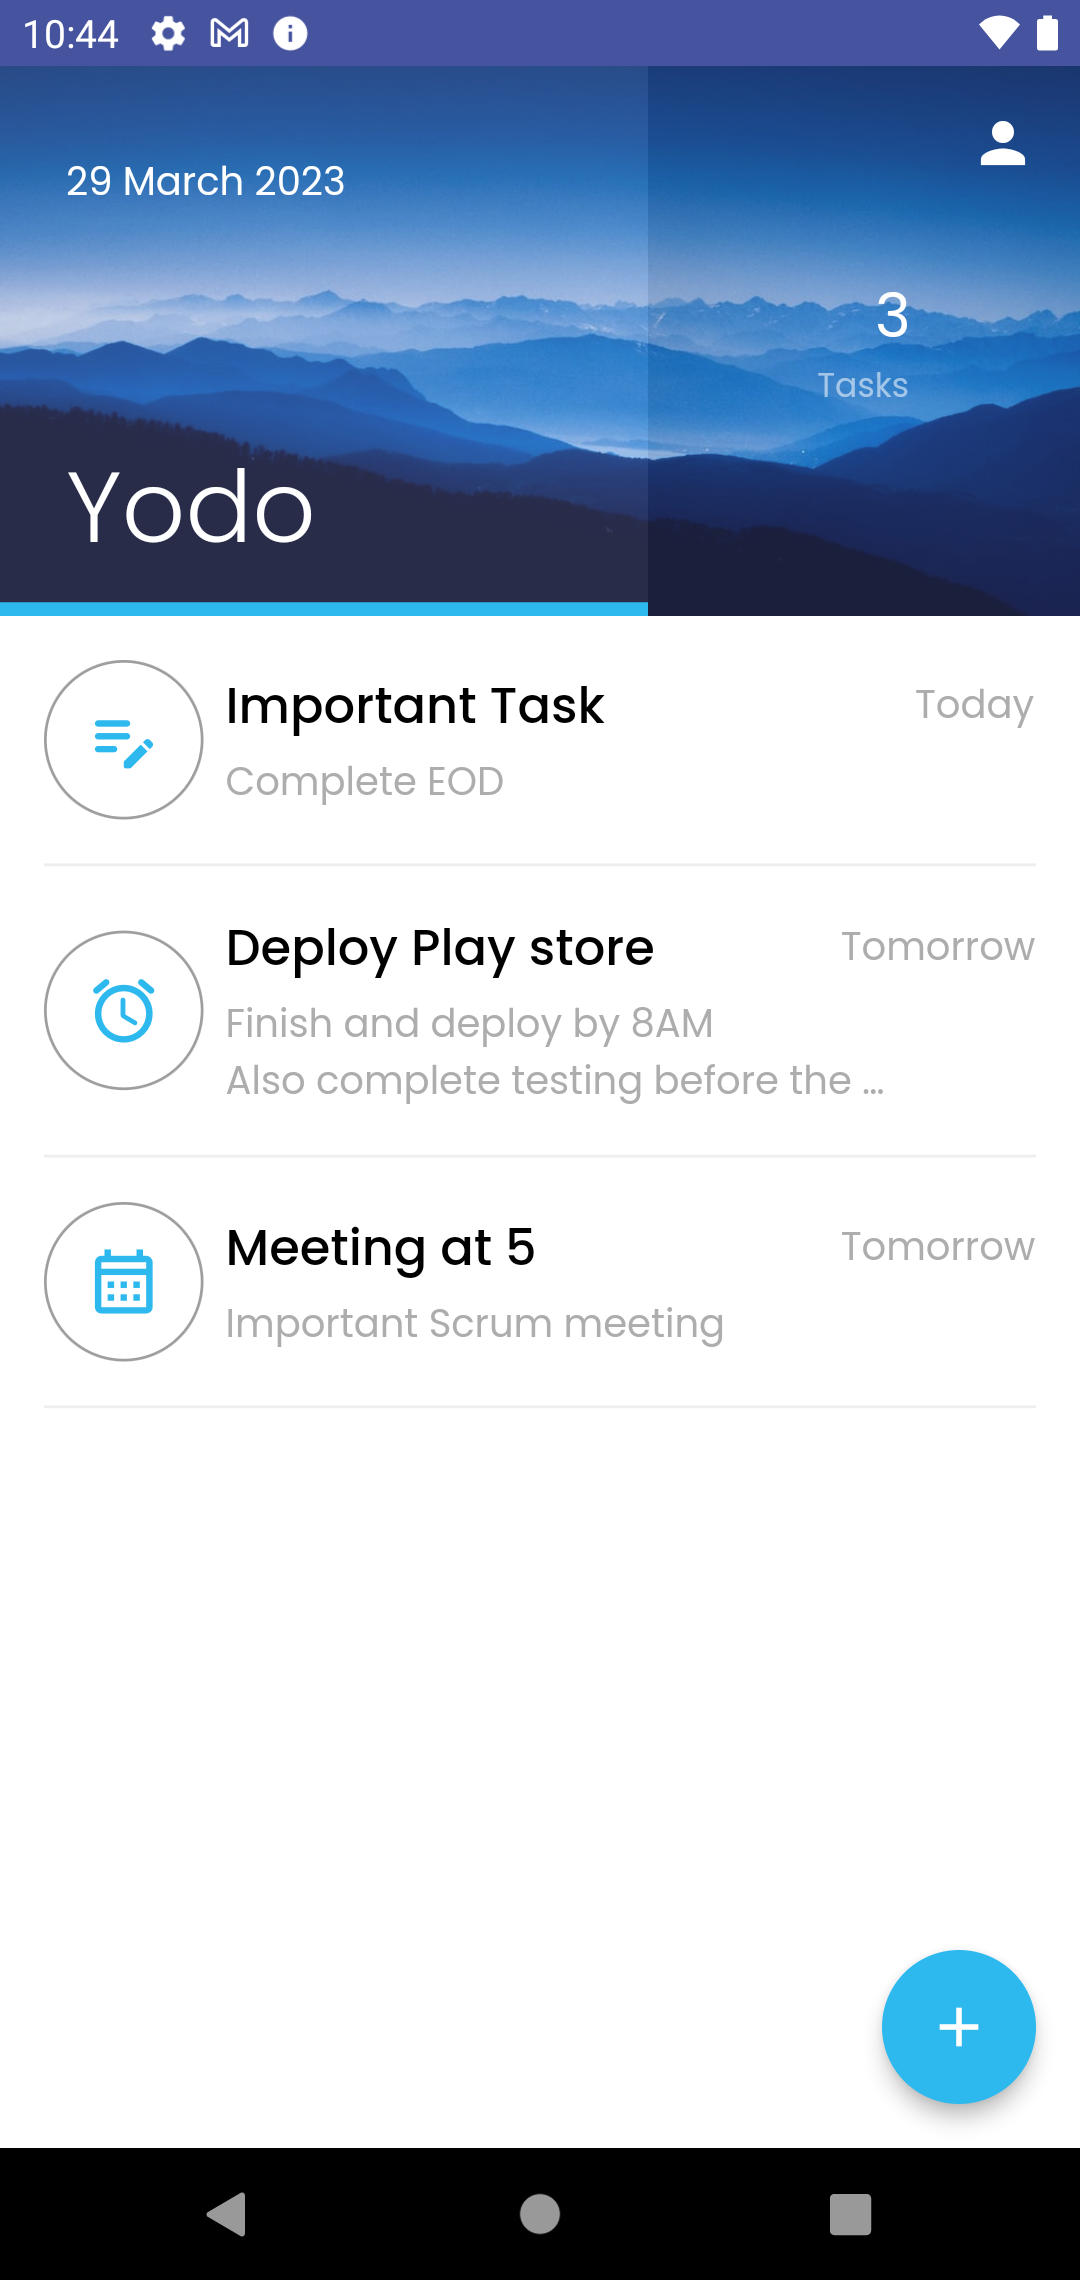 10:44
29 March 2023
3
Tasks
Yodo
Important Task
Today
Complete EOD
Deploy Play store
Tomorrow
Finish and deploy by 8AM
Also complete testing before the ...
Meeting at 5
Tomorrow
Important Scrum meeting